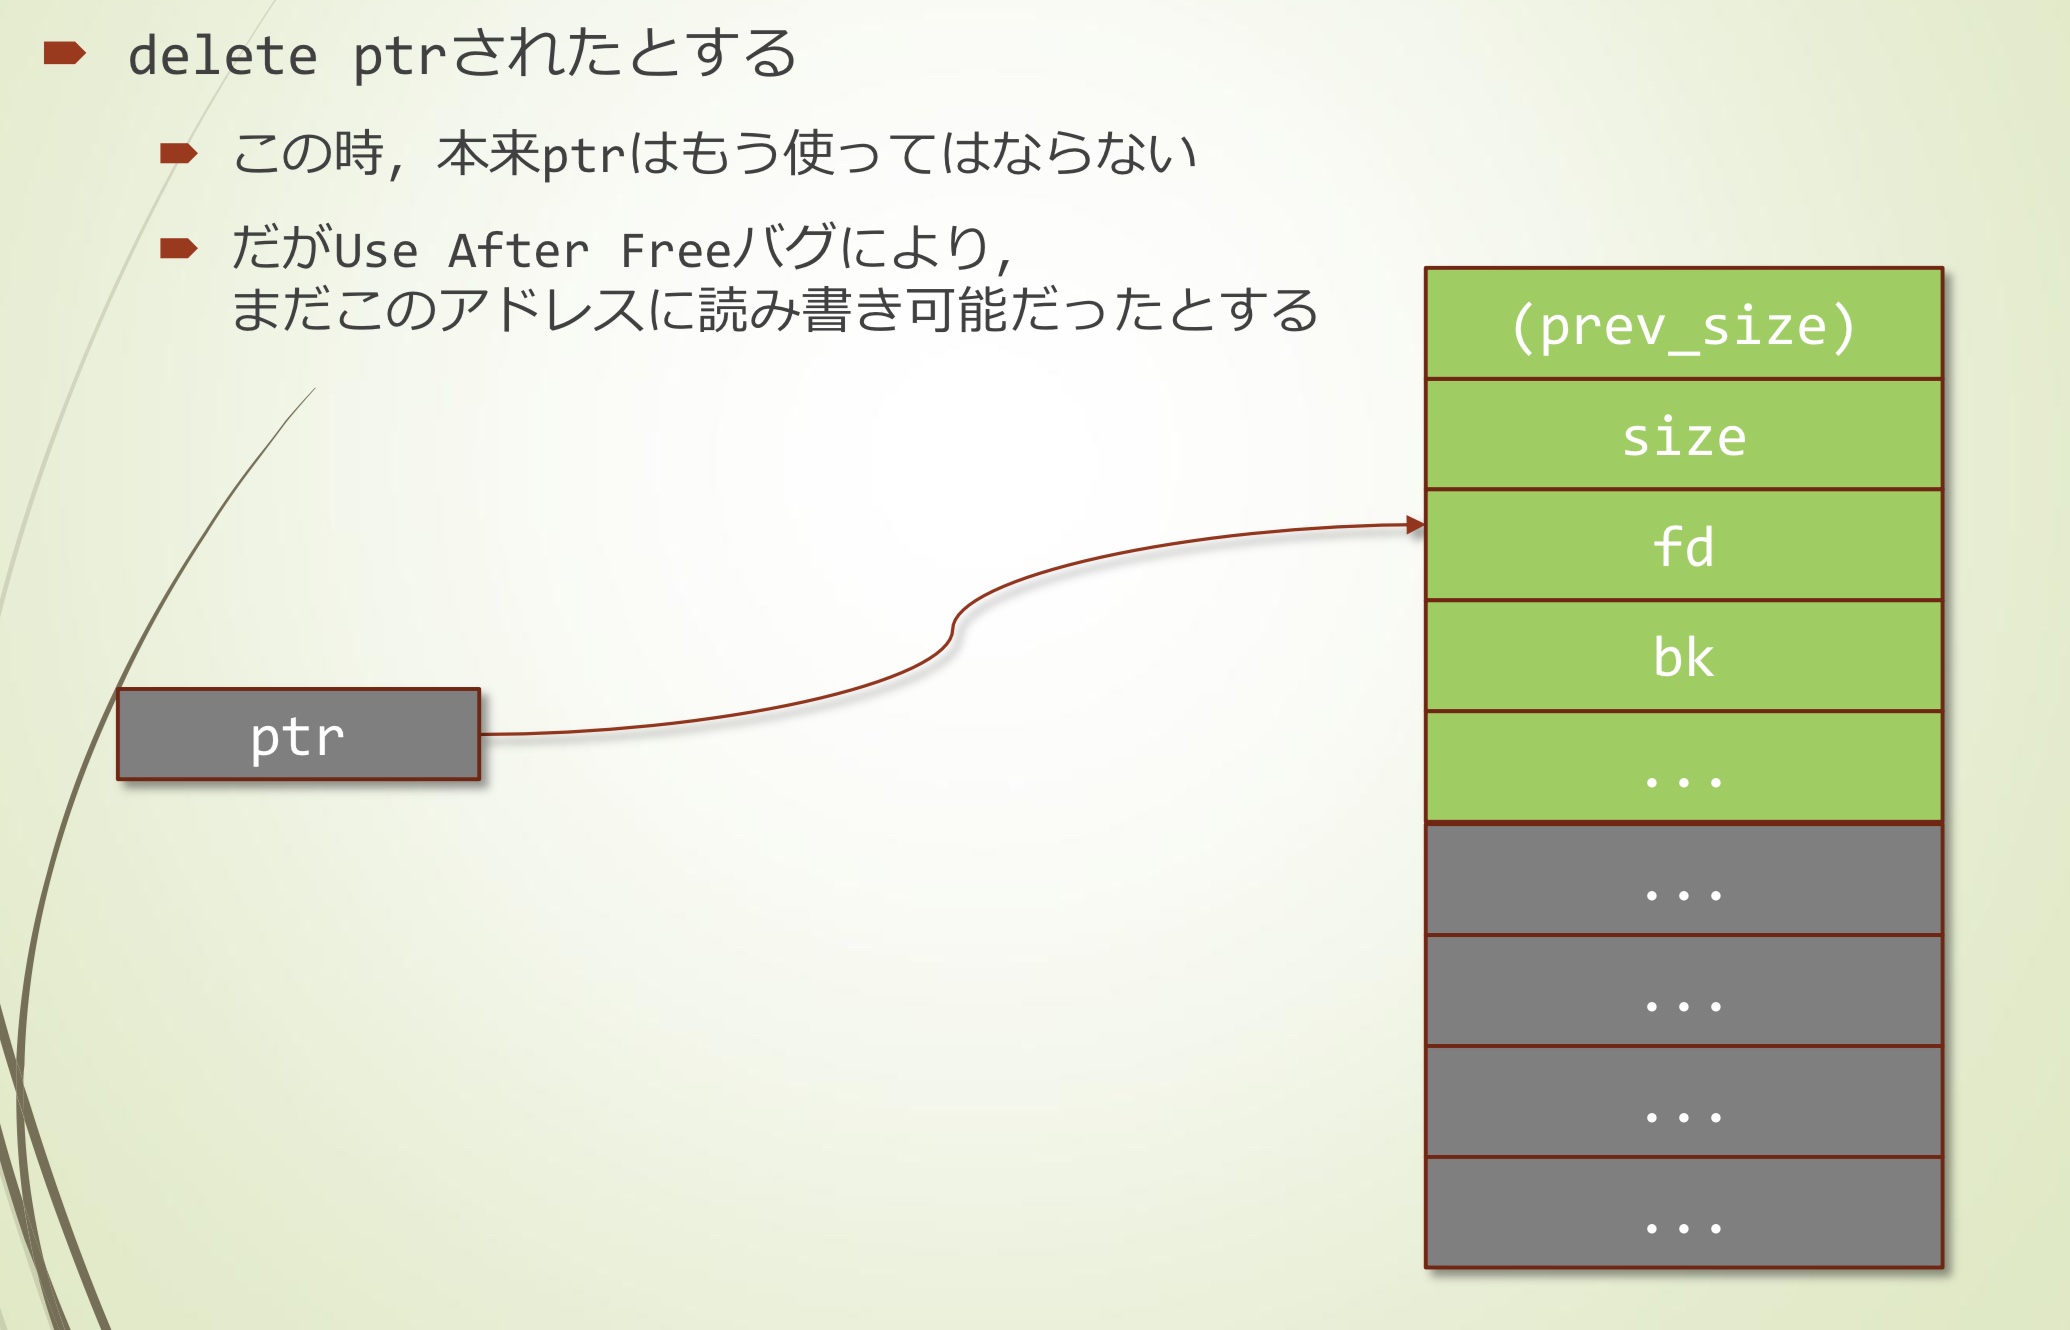 delete ptrされたとする
この時，本来ptrはもう使ってはならない
だがUse After Freeバグにより，
まだこのアドレスに読み書き可能だったとする
(prev_size)
size
fd
bk
...
ptr
...
...
...
...